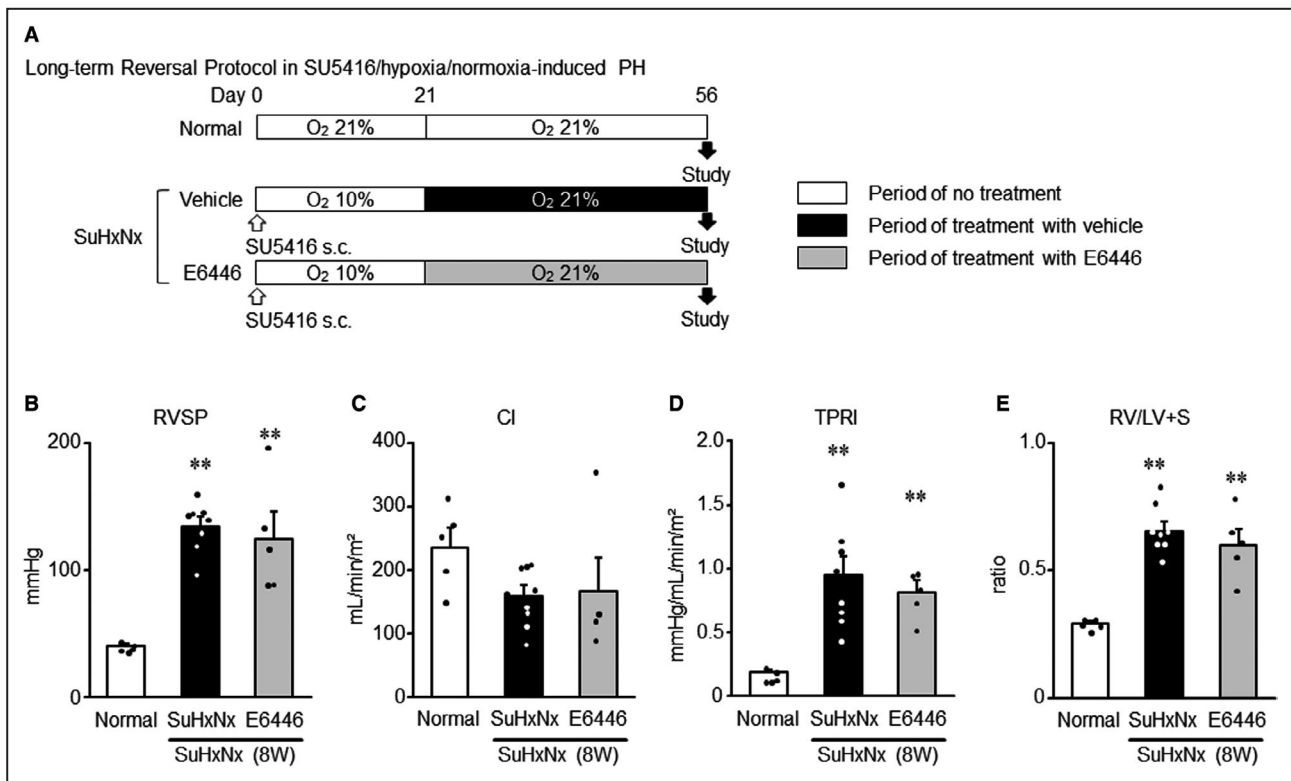 A
Long-term Reversal Protocol in SU5416/hypoxia/normoxia-induced PH
Day 0 21 56
Normal O₂ 21% O₂ 21%
Study
Vehicle O₂ 10% O₂ 21%
SuHxNx
SU5416 s.c. Study
E6446 O₂ 10% O₂ 21%
SU5416 s.c. Study
Period of no treatment
Period of treatment with vehicle
Period of treatment with E6446
B
RVSP
mmHg
200
100
0
** **
Normal SuHxNx E6446
SuHxNx (8W)
C
CI
mL/min/m²
400
300
200
100
0
Normal SuHxNx E6446
SuHxNx (8W)
D
TPRI
mmHg/mL/min/m²
2.0
1.5
1.0
0.5
0
** **
Normal SuHxNx E6446
SuHxNx (8W)
E
RV/LV+S
ratio
1.0
0.5
0
** **
Normal SuHxNx E6446
SuHxNx (8W)